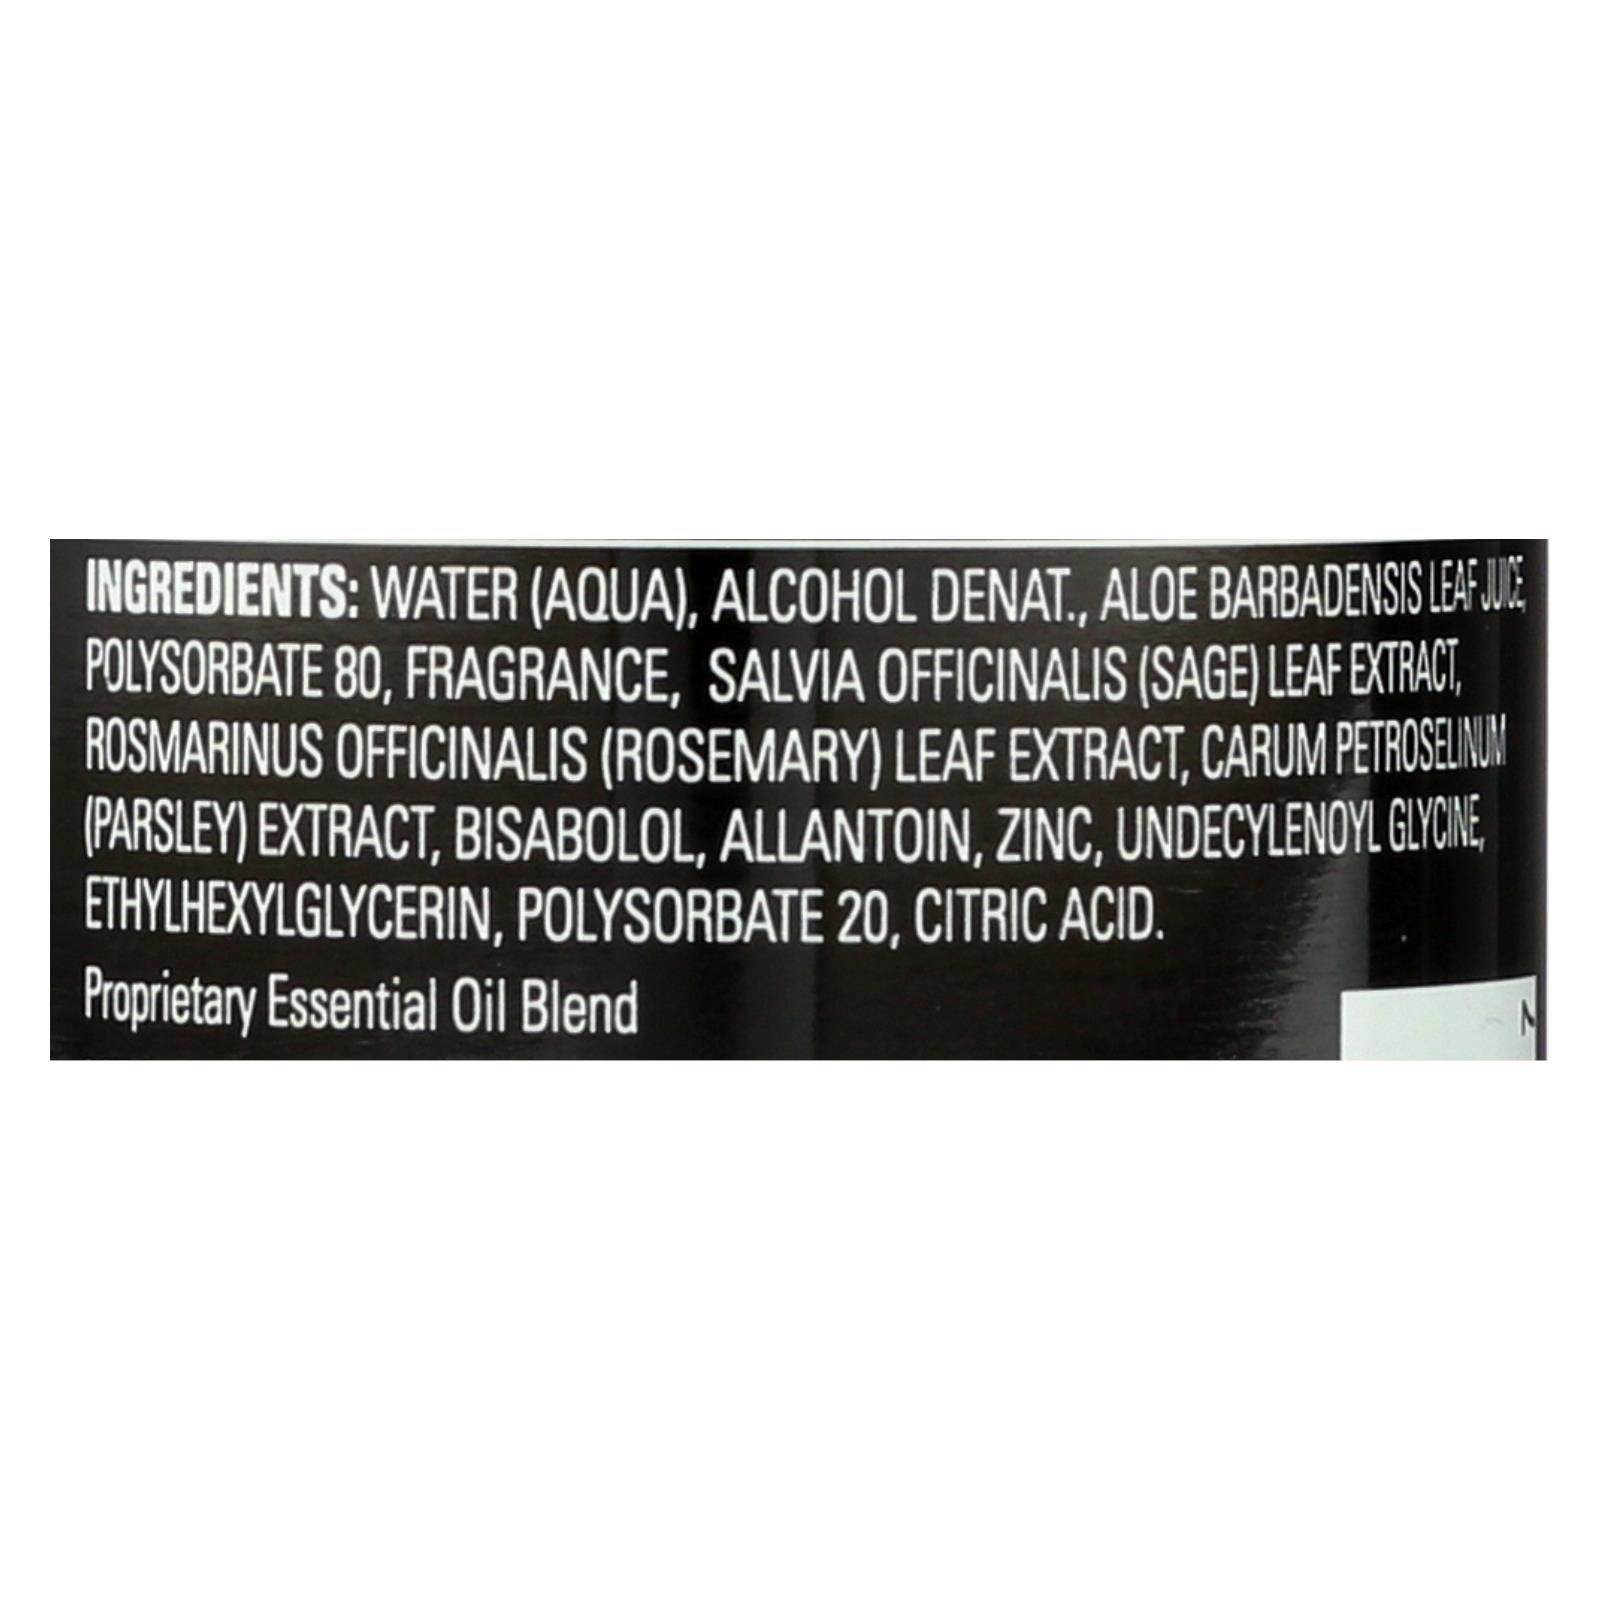 INGREDIENTS: WATER (AQUA), ALCOHOL DENAT., ALOE BARBADENSIS LEAF JUICE,
POLYSORBATE 80, FRAGRANCE, SALVIA OFFICINALIS (SAGE) LEAF EXTRACT,
ROSMARINUS OFFICINALIS (ROSEMARY) LEAF EXTRACT, CARUM PETROSELINUM
(PARSLEY) EXTRACT, BISABOLOL, ALLANTOIN, ZINC, UNDECYLENOYL GLYCINE,
ETHYLHEXYLGLYCERIN, POLYSORBATE 20, CITRIC ACID.
Proprietary Essential Oil Blend